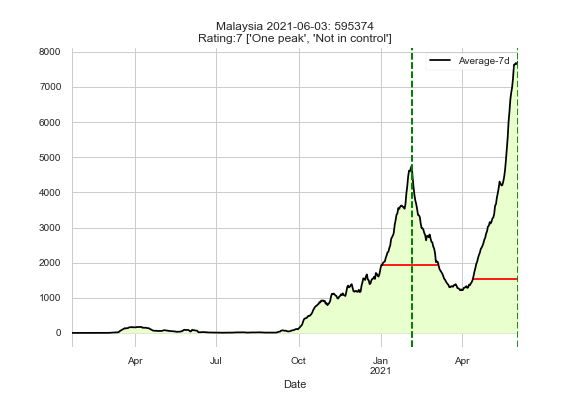 Malaysia 2021-06-03: 595374
Rating:7 ['One peak', 'Not in control']
8000
Average-7d
7000
6000
5000
4000
3000
2000
1000
0
Apr Jul Oct Jan Apr
2021
Date